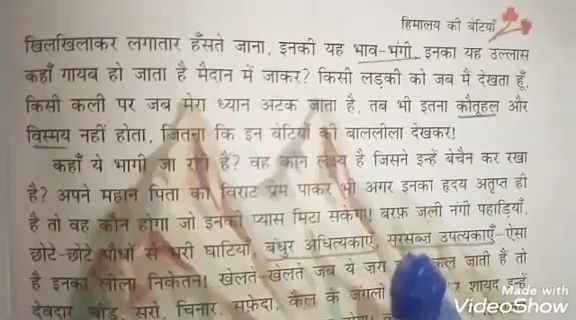 हिमालय की बेटियाँ
खिलखिलाकर लगातार हँसते जाना, इनकी यह भाव-भंगी, इनका यह उल्लास
कहाँ गायब हो जाता है मैदान में जाकर? किसी लड़की को जब मैं देखता हूँ,
किसी कली पर जब मेरा ध्यान अटक जाता है, तब भी इतना कौतूहल और
विस्मय नहीं होता, जितना कि इन बेटियों की बाललीला देखकर!
कहाँ ये भागी जा रही हैं? वह कौन लक्ष्य है जिसने इन्हें बेचैन कर रखा
है? अपने महान पिता का विराट प्रेम पाकर भी अगर इनका हृदय अतृप्त ही
है तो वह कौन होगा जो इनकी प्यास मिटा सकेगा! बरफ़ जली नंगी पहाड़ियाँ,
छोटे-छोटे पौधों से भरी घाटियाँ, बंधुर अधित्यकाएँ, सरसब्ज़ उपत्यकाएँ-ऐसा
है इनका लीला निकेतन! खेलते-खेलते जब ये ज़रा जाती हैं तो
देवदार, चीड़, सरो, चिनार, सफ़ेदा, कैल के जंगलों शायद इन्हें
Made with
VideoShow